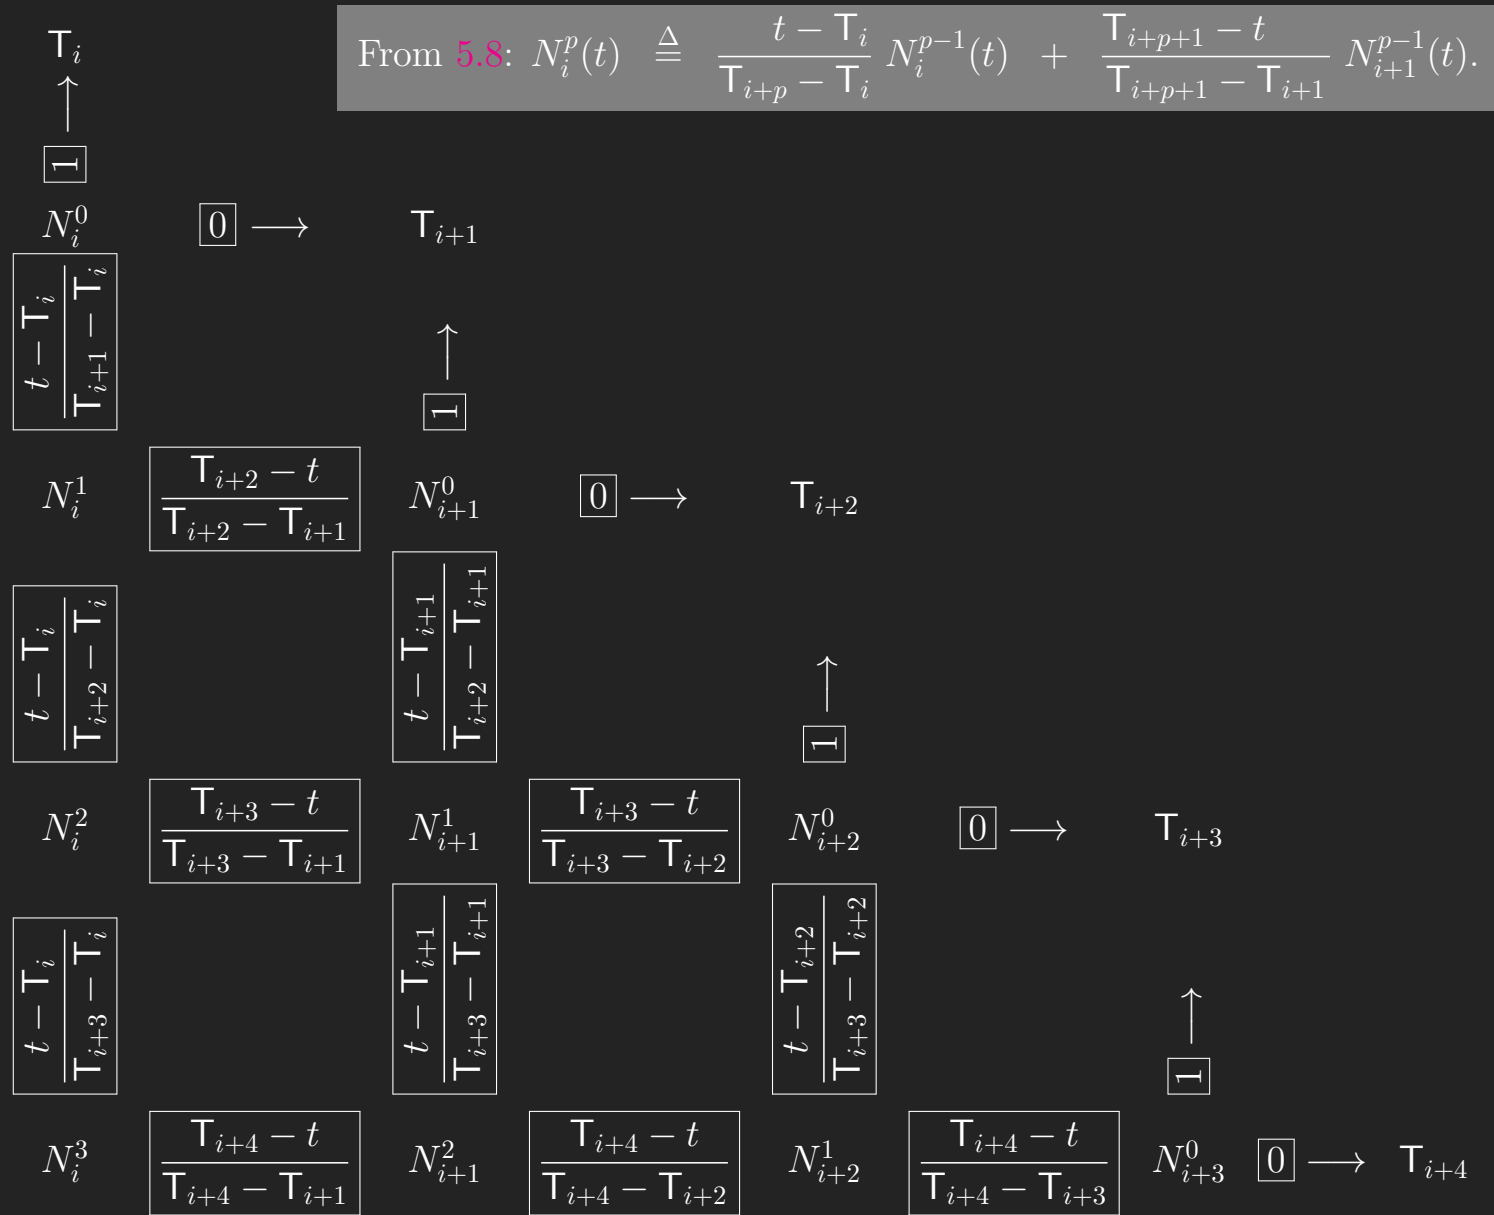 T_i
From 5.8: N_i^p(t) ≜ (t − T_i)/(T_{i+p} − T_i) N_i^{p−1}(t) + (T_{i+p+1} − t)/(T_{i+p+1} − T_{i+1}) N_{i+1}^{p−1}(t).
↑
1
N_i^0 0 ⟶ T_{i+1}
(t − T_i)/(T_{i+1} − T_i) ↑
1
N_i^1 (T_{i+2} − t)/(T_{i+2} − T_{i+1}) N_{i+1}^0 0 ⟶ T_{i+2}
(t − T_i)/(T_{i+2} − T_i) (t − T_{i+1})/(T_{i+2} − T_{i+1}) ↑
1
N_i^2 (T_{i+3} − t)/(T_{i+3} − T_{i+1}) N_{i+1}^1 (T_{i+3} − t)/(T_{i+3} − T_{i+2}) N_{i+2}^0 0 ⟶ T_{i+3}
(t − T_i)/(T_{i+3} − T_i) (t − T_{i+1})/(T_{i+3} − T_{i+1}) (t − T_{i+2})/(T_{i+3} − T_{i+2}) ↑
1
N_i^3 (T_{i+4} − t)/(T_{i+4} − T_{i+1}) N_{i+1}^2 (T_{i+4} − t)/(T_{i+4} − T_{i+2}) N_{i+2}^1 (T_{i+4} − t)/(T_{i+4} − T_{i+3}) N_{i+3}^0 0 ⟶ T_{i+4}